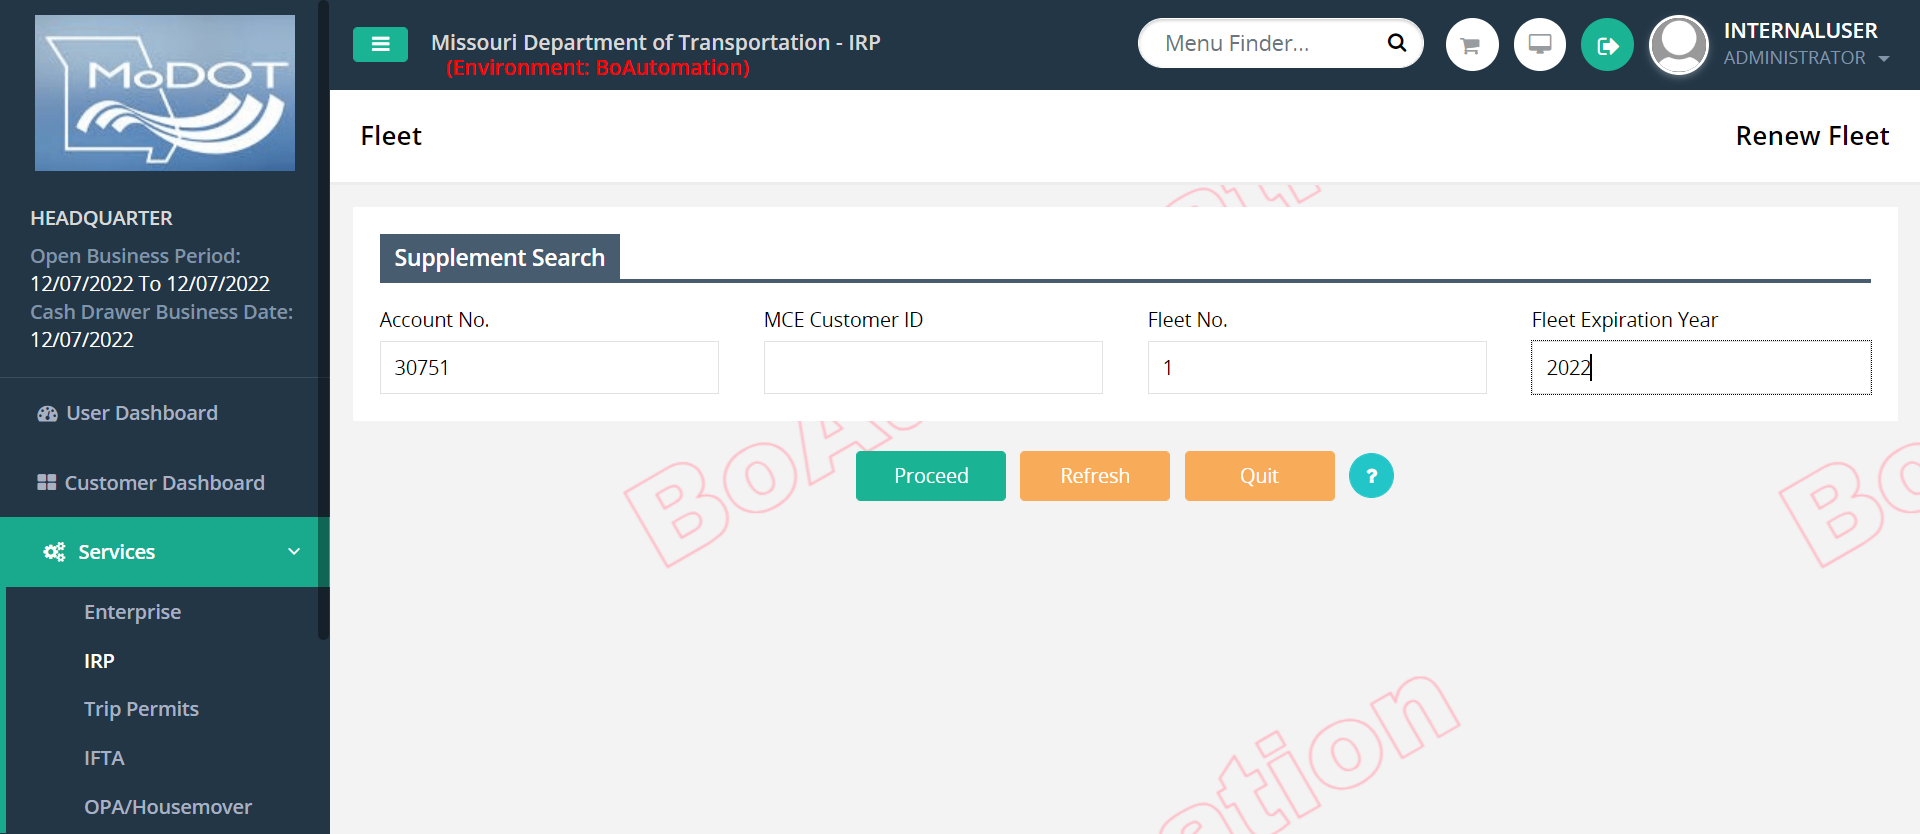 MoDOT
HEADQUARTER
Open Business Period:
12/07/2022 To 12/07/2022
Cash Drawer Business Date:
12/07/2022
User Dashboard
Customer Dashboard
Services
Enterprise
IRP
Trip Permits
IFTA
OPA/Housemover
Missouri Department of Transportation - IRP
(Environment: BoAutomation)
Menu Finder...
INTERNALUSER
ADMINISTRATOR
Fleet
Renew Fleet
Supplement Search
Account No.
MCE Customer ID
Fleet No.
Fleet Expiration Year
30751
1
2022
Proceed
Refresh
Quit
?